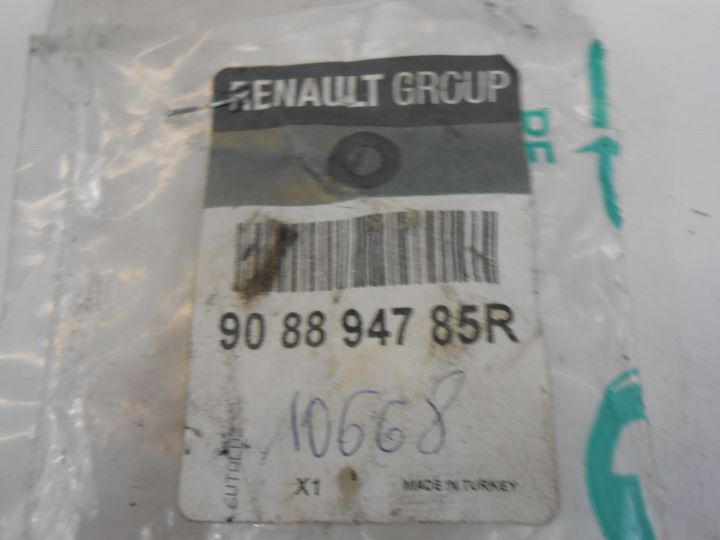 RENAULT GROUP
90 88 947 85R
10668
X1
MADE IN TURKEY